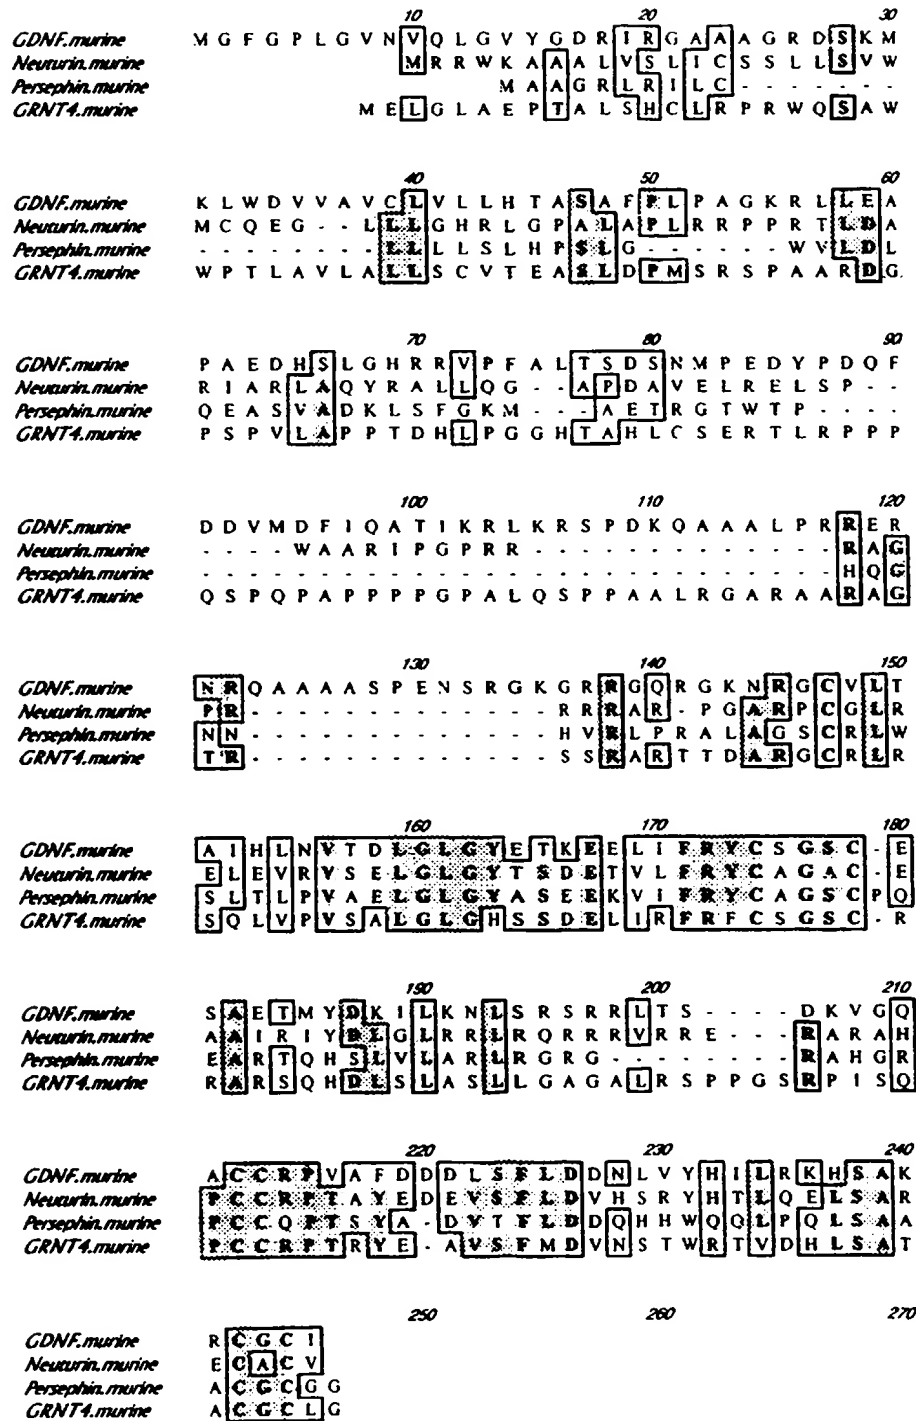 10 20 30
GDNF.murine M G F G P L G V N V Q L G V Y G D R I R G A A A G R D S K M
Neuturin.murine M R R W K A A A L V S L I C S S L L S V W
Persephin.murine M A A G R L R I L C - - - - - - -
GRNT4.murine M E L G L A E P T A L S H C L R P R W Q S A W
40 50 60
GDNF.murine K L W D V V A V C L V L L H T A S A F P L P A G K R L L E A
Neuturin.murine M C Q E G - - L L L G H R L G P A L A P L R R P P R T L D A
Persephin.murine - - - - - - - - L L L L S L H P S L G - - - - - - W V L D L
GRNT4.murine W P T L A V L A L L S C V T E A S L D P M S R S P A A R D G
70 80 90
GDNF.murine P A E D H S L G H R R V P F A L T S D S N M P E D Y P D Q F
Neuturin.murine R I A R L A Q Y R A L L Q G - - A P D A V E L R E L S P - -
Persephin.murine Q E A S V A D K L S F G K M - - - A E T R G T W T P - - - -
GRNT4.murine P S P V L A P P T D H L P G G H T A H L C S E R T L R P P P
100 110 120
GDNF.murine D D V M D F I Q A T I K R L K R S P D K Q A A A L P R R E R
Neuturin.murine - - - - W A A R I P G P R R - - - - - - - - - - - - - R A G
Persephin.murine - - - - - - - - - - - - - - - - - - - - - - - - - - - H Q G
GRNT4.murine Q S P Q P A P P P P G P A L Q S P P A A L R G A R A A R A G
130 140 150
GDNF.murine N R Q A A A A S P E N S R G K G R R G Q R G K N R G C V L T
Neuturin.murine P R - - - - - - - - - - - - - R R R A R - P G A R P C G L R
Persephin.murine N N - - - - - - - - - - - - - H V R L P R A L A G S C R L W
GRNT4.murine T R - - - - - - - - - - - - - S S R A R T T D A R G C R L R
160 170 180
GDNF.murine A I H L N V T D L G L G Y E T K E E L I F R Y C S G S C - E
Neuturin.murine E L E V R V S E L G L G Y T S D E T V L F R Y C A G A C - E
Persephin.murine S L T L P V A E L G L G Y A S E E K V I F R Y C A G S C P Q
GRNT4.murine S Q L V P V S A L G L G H S S D E L I R F R F C S G S C - R
190 200 210
GDNF.murine S A E T M Y D K I L K N L S R S R R L T S - - - - D K V G Q
Neuturin.murine A A I R I Y D L G L R R L R Q R R R V R R E - - - R A R A H
Persephin.murine E A R T Q H S L V L A R L R G R G - - - - - - - - R A H G R
GRNT4.murine R A R S Q H D L S L A S L L G A G A L R S P P G S R P I S Q
220 230 240
GDNF.murine A C C R P V A F D D D L S F L D D N L V Y H I L R K H S A K
Neuturin.murine P C C R P T A Y E D E V S F L D V H S R Y H T L Q E L S A R
Persephin.murine P C C Q P T S Y A - D V T F L D D Q H H W Q Q L P Q L S A A
GRNT4.murine P C C R P T R Y E - A V S F M D V N S T W R T V D H L S A T
250 260 270
GDNF.murine R C G C I
Neuturin.murine E C A C V
Persephin.murine A C G C G G
GRNT4.murine A C G C L G